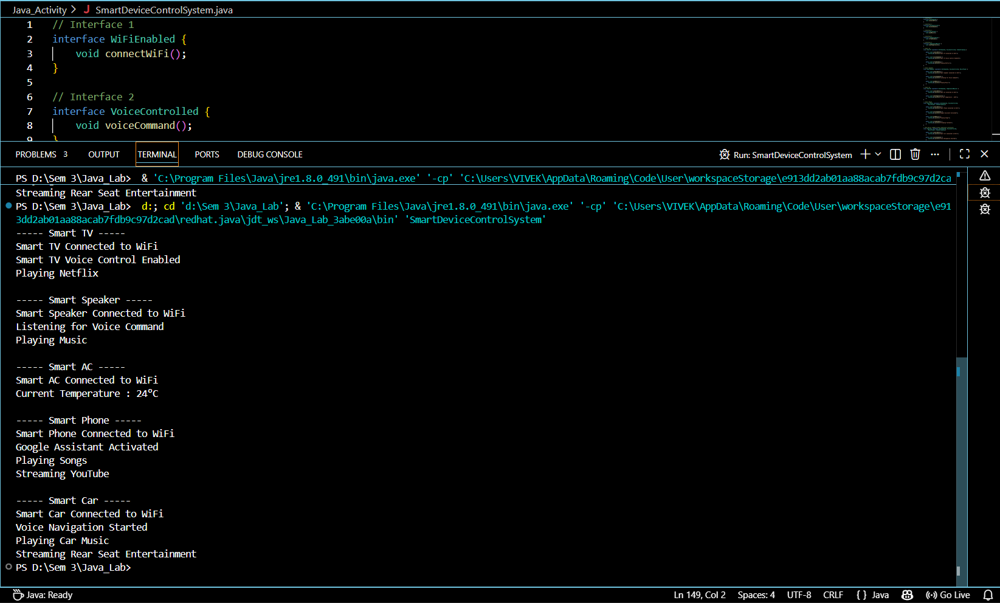 Java_Activity > J SmartDeviceControlSystem.java
1 // Interface 1
2 interface WiFiEnabled {
3     void connectWiFi();
4 }
5
6 // Interface 2
7 interface VoiceControlled {
8     void voiceCommand();
9 }
PROBLEMS 3 OUTPUT TERMINAL PORTS DEBUG CONSOLE Run: SmartDeviceControlSystem
PS D:\Sem 3\Java_Lab>  & 'C:\Program Files\Java\jre1.8.0_491\bin\java.exe' '-cp' 'C:\Users\VIVEK\AppData\Roaming\Code\User\workspaceStorage\e913dd2ab01aa88acab7fdb9c97d2ca
Streaming Rear Seat Entertainment
PS D:\Sem 3\Java_Lab>  d:; cd 'd:\Sem 3\Java_Lab'; & 'C:\Program Files\Java\jre1.8.0_491\bin\java.exe' '-cp' 'C:\Users\VIVEK\AppData\Roaming\Code\User\workspaceStorage\e91
3dd2ab01aa88acab7fdb9c97d2cad\redhat.java\jdt_ws\Java_Lab_3abe00a\bin' 'SmartDeviceControlSystem'
----- Smart TV -----
Smart TV Connected to WiFi
Smart TV Voice Control Enabled
Playing Netflix

----- Smart Speaker -----
Smart Speaker Connected to WiFi
Listening for Voice Command
Playing Music

----- Smart AC -----
Smart AC Connected to WiFi
Current Temperature : 24°C

----- Smart Phone -----
Smart Phone Connected to WiFi
Google Assistant Activated
Playing Songs
Streaming YouTube

----- Smart Car -----
Smart Car Connected to WiFi
Voice Navigation Started
Playing Car Music
Streaming Rear Seat Entertainment
PS D:\Sem 3\Java_Lab>
Java: Ready Ln 149, Col 2 Spaces: 4 UTF-8 CRLF {} Java Go Live